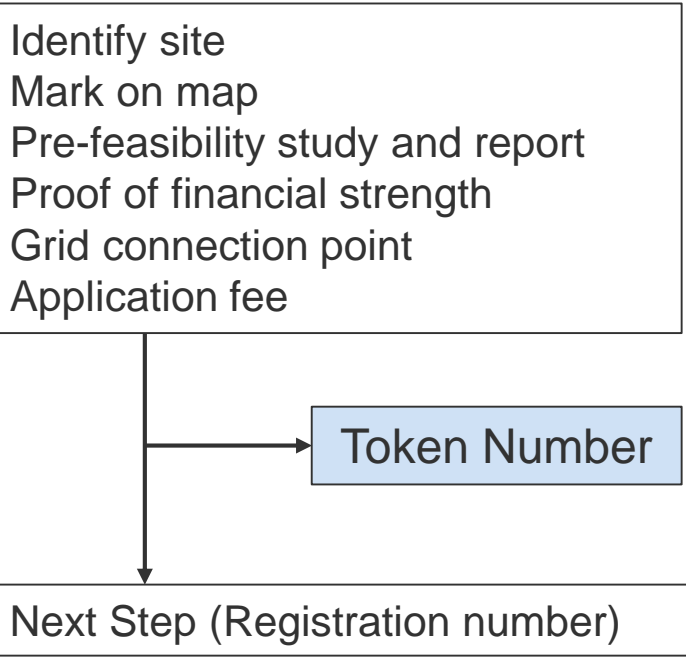 Identify site
Mark on map
Pre-feasibility study and report
Proof of financial strength
Grid connection point
Application fee
Token Number
Next Step (Registration number)